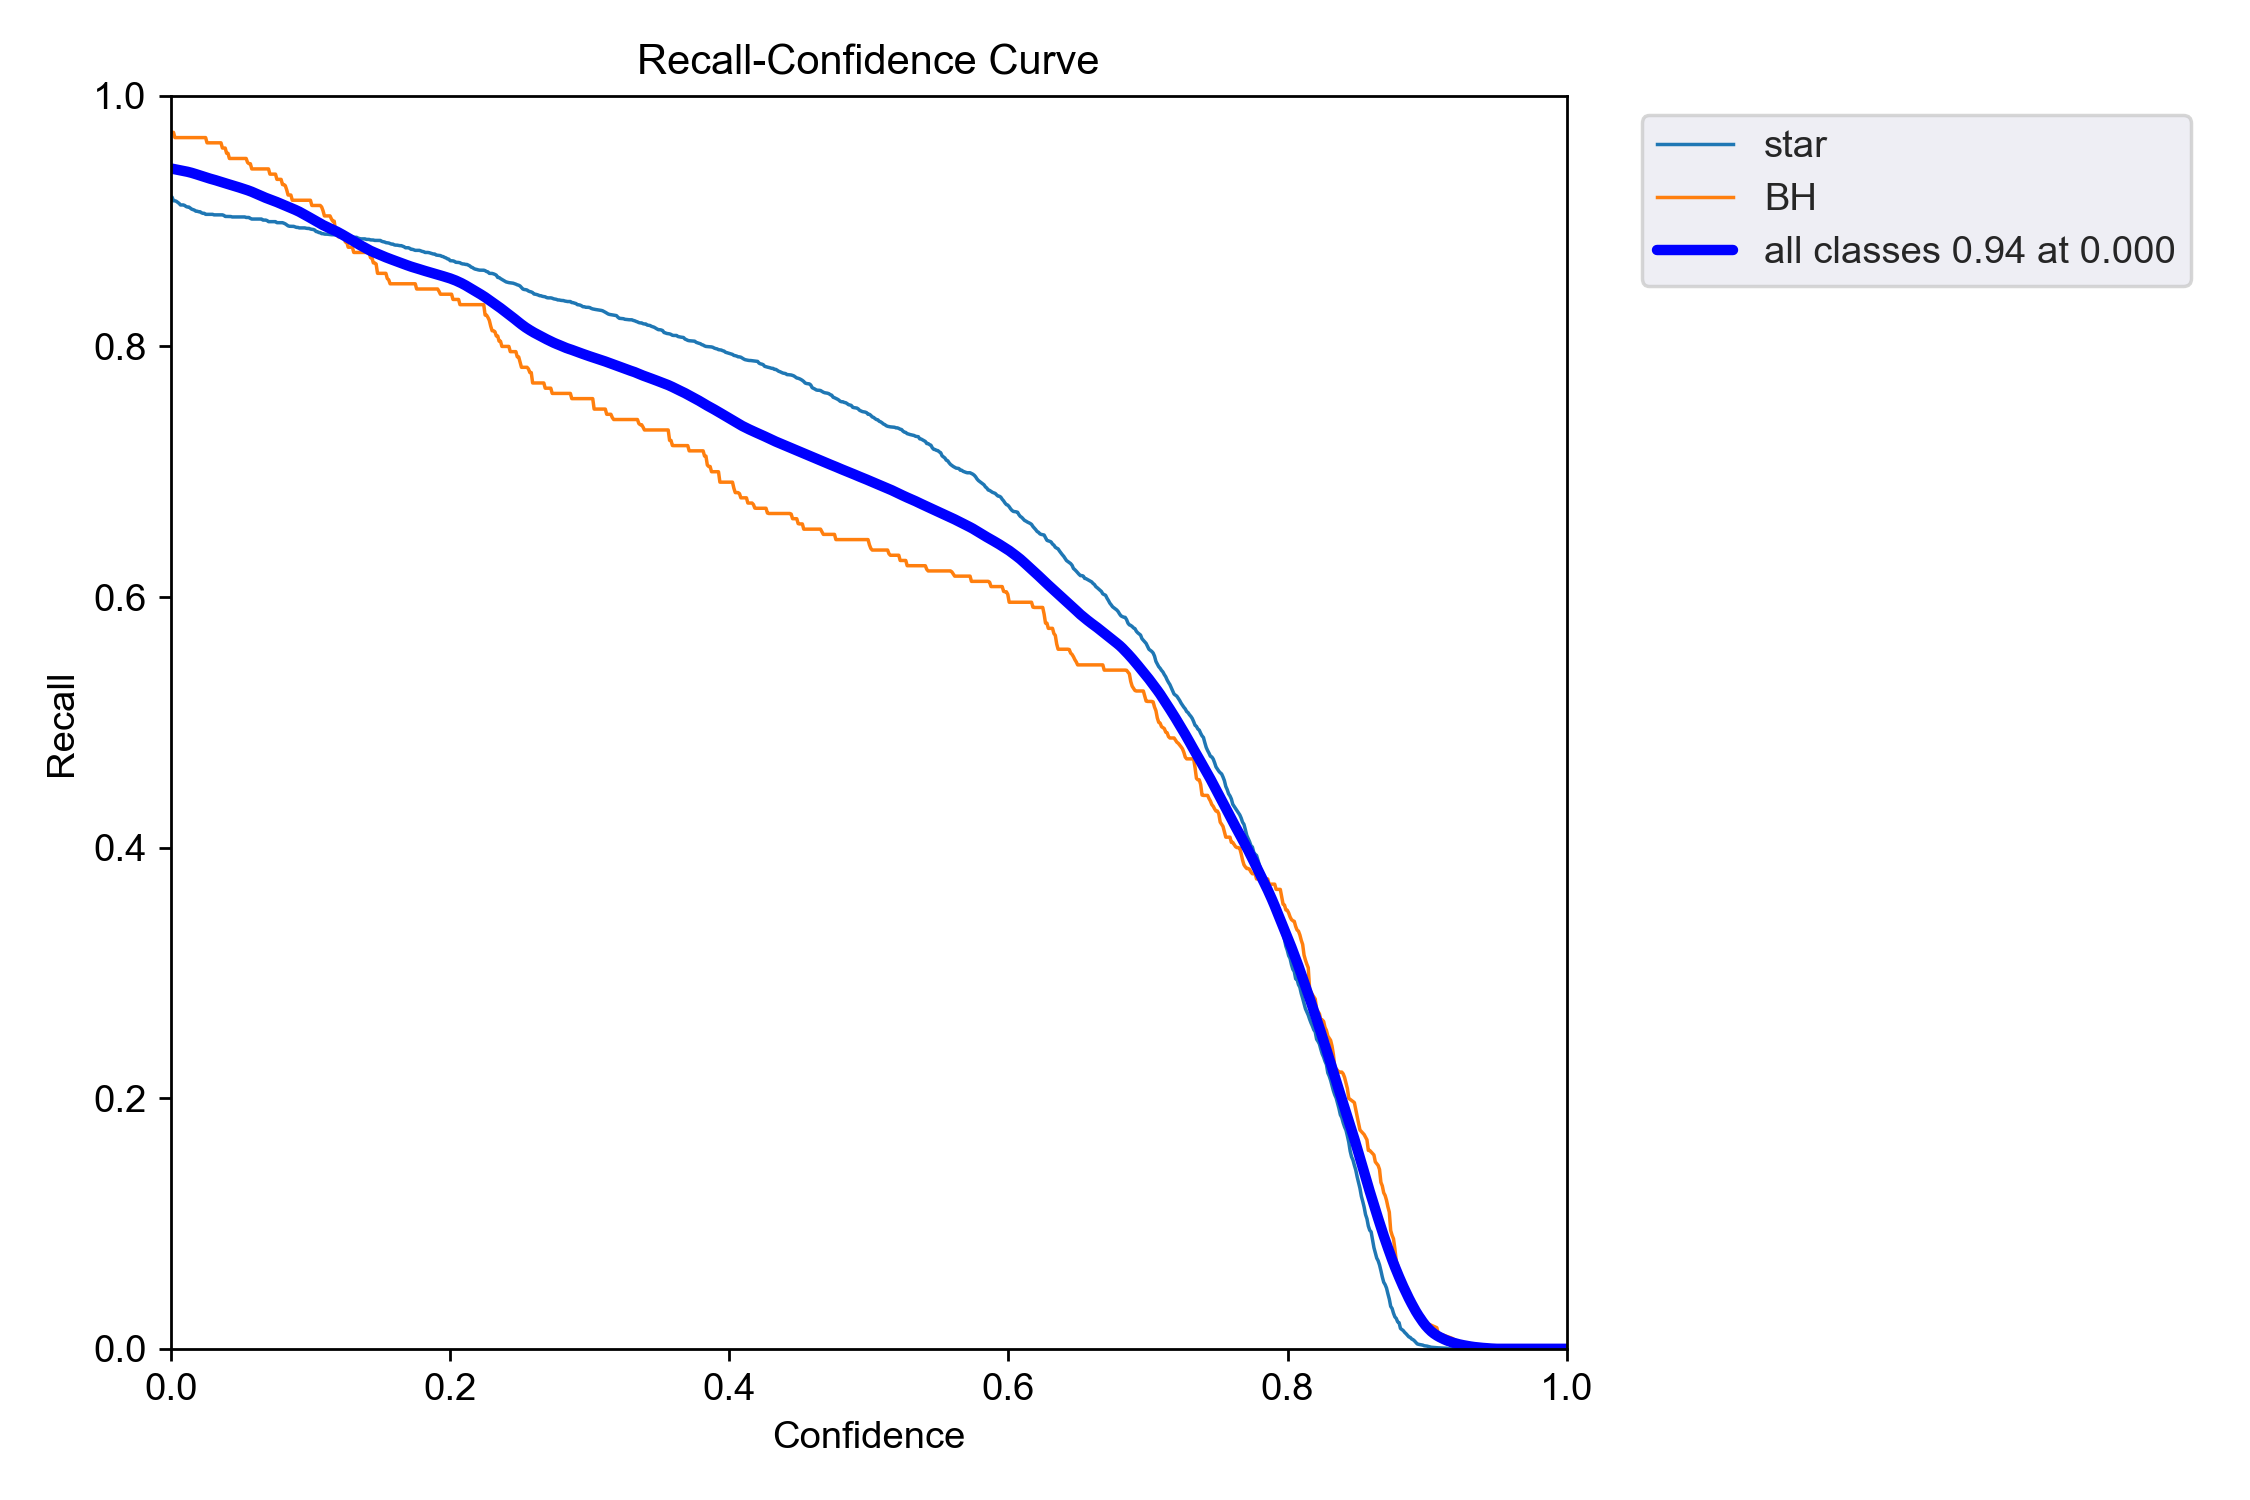 Recall-Confidence Curve
1.0
0.8
0.6
0.4
0.2
0.0
Recall
0.0 0.2 0.4 0.6 0.8 1.0
Confidence
star
BH
all classes 0.94 at 0.000